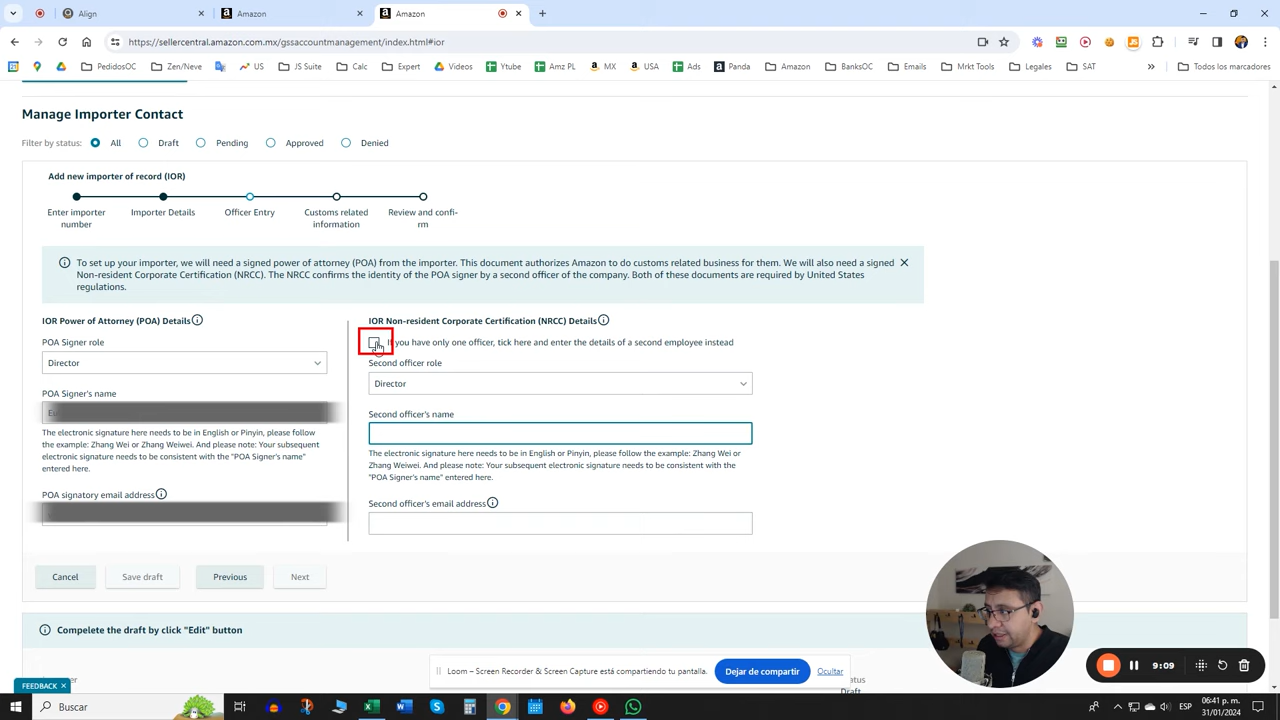 Align
Amazon
Amazon
https://sellercentral.amazon.com.mx/gssaccountmanagement/index.html#ior
PedidosOC
Zen/Neve
US
JS Suite
Calc
Expert
Videos
Ytube
Amz PL
MX
USA
Ads
Panda
Amazon
BanksOC
Emails
Mrkt Tools
Legales
SAT
Todos los marcadores
Manage Importer Contact
Filter by status: All Draft Pending Approved Denied
Add new importer of record (IOR)
Enter importer
number
Importer Details
Officer Entry
Customs related
information
Review and confi-
rm
To set up your importer, we will need a signed power of attorney (POA) from the importer. This document authorizes Amazon to do customs related business for them. We will also need a signed
Non-resident Corporate Certification (NRCC). The NRCC confirms the identity of the POA signer by a second officer of the company. Both of these documents are required by United States
regulations.
IOR Power of Attorney (POA) Details
POA Signer role
Director
POA Signer's name
The electronic signature here needs to be in English or Pinyin, please follow
the example: Zhang Wei or Zhang Weiwei. And please note: Your subsequent
electronic signature needs to be consistent with the "POA Signer's name"
entered here.
POA signatory email address
IOR Non-resident Corporate Certification (NRCC) Details
If you have only one officer, tick here and enter the details of a second employee instead
Second officer role
Director
Second officer's name
The electronic signature here needs to be in English or Pinyin, please follow the example: Zhang Wei or
Zhang Weiwei. And please note: Your subsequent electronic signature needs to be consistent with the
"POA Signer's name" entered here.
Second officer's email address
Cancel
Save draft
Previous
Next
Compelete the draft by click "Edit" button
Loom – Screen Recorder & Screen Capture está compartiendo tu pantalla.
Dejar de compartir
Ocultar
9:09
Draft
FEEDBACK
Buscar
ESP
06:41 p. m.
31/01/2024